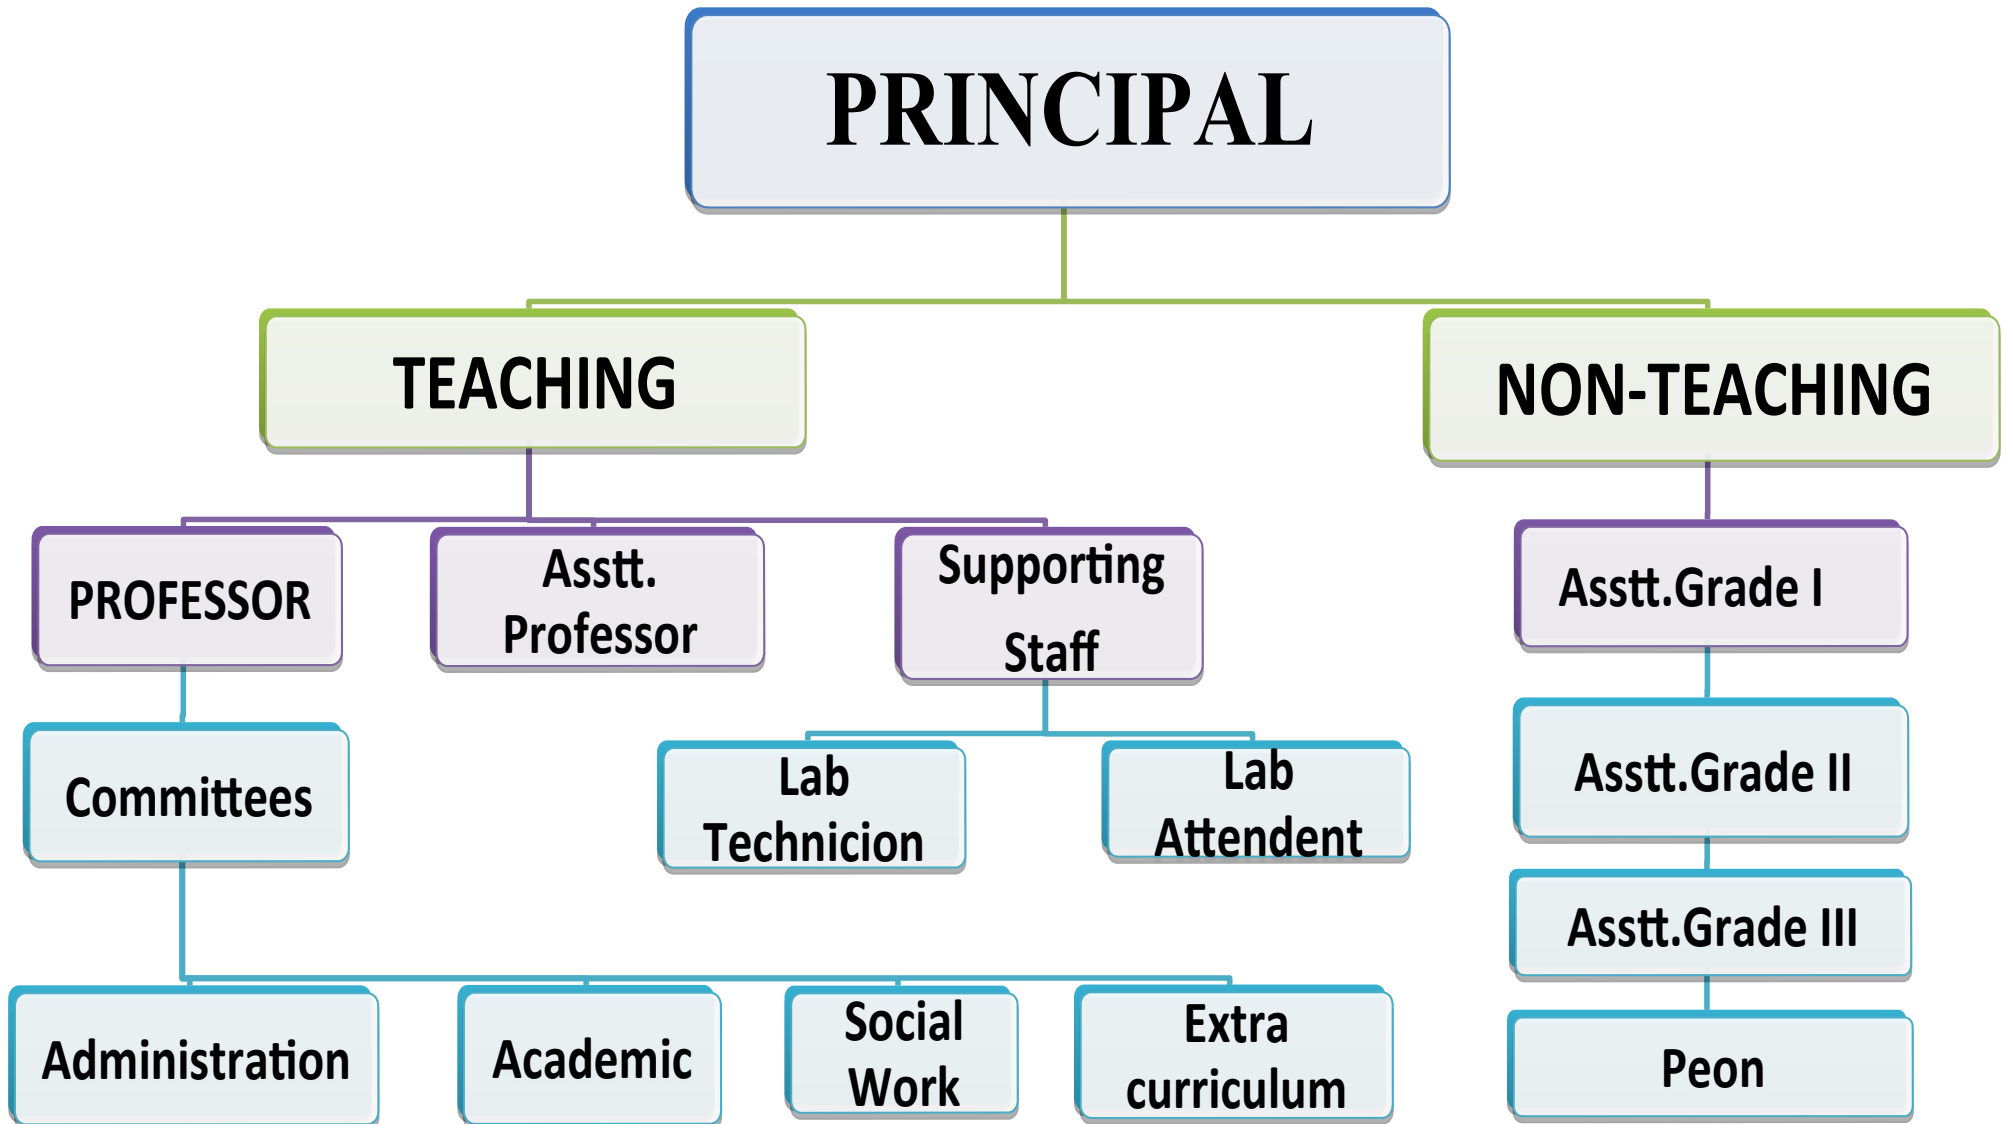 PRINCIPAL
TEACHING
NON-TEACHING
PROFESSOR
Asstt.
Professor
Supporting
Staff
Asstt.Grade I
Committees
Lab
Technicion
Lab
Attendent
Asstt.Grade II
Asstt.Grade III
Administration
Academic
Social
Work
Extra
curriculum
Peon